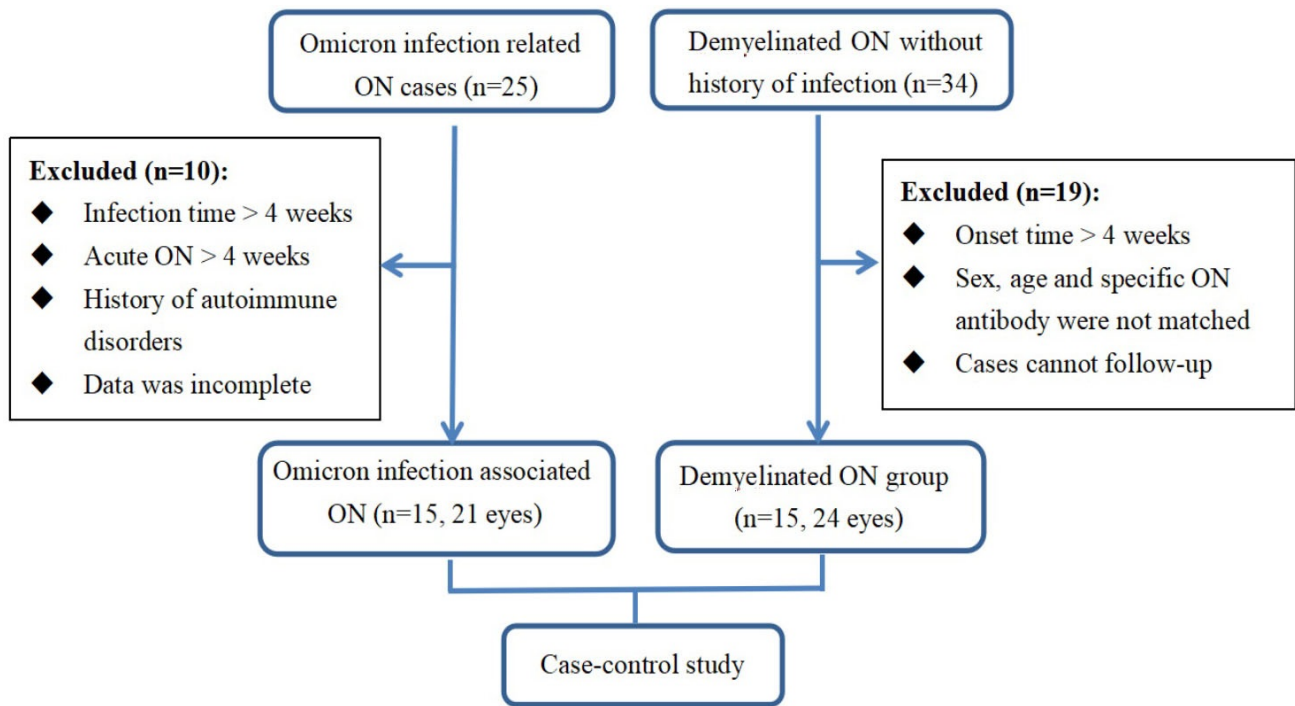 Omicron infection related
ON cases (n=25)
Demyelinated ON without
history of infection (n=34)
Excluded (n=10):
◆ Infection time > 4 weeks
◆ Acute ON > 4 weeks
◆ History of autoimmune
disorders
◆ Data was incomplete
Excluded (n=19):
◆ Onset time > 4 weeks
◆ Sex, age and specific ON
antibody were not matched
◆ Cases cannot follow-up
Omicron infection associated
ON (n=15, 21 eyes)
Demyelinated ON group
(n=15, 24 eyes)
Case-control study